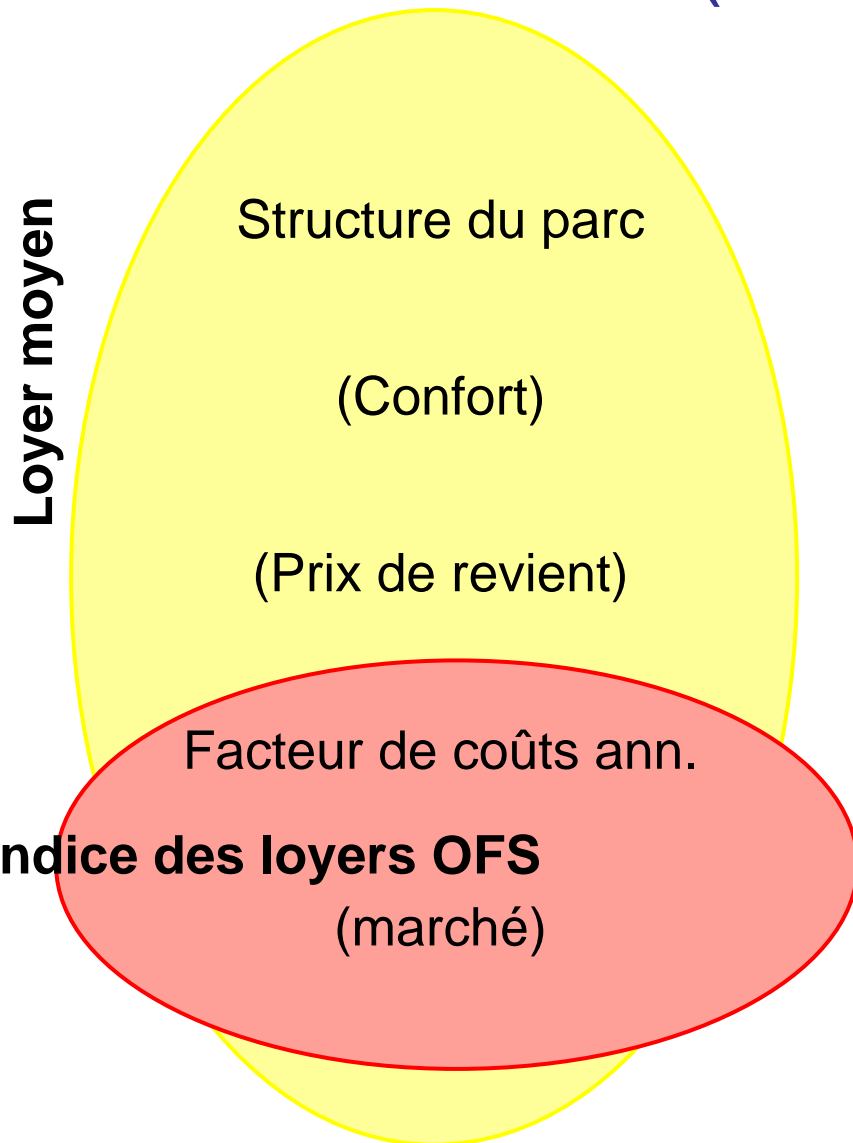 (
Loyer moyen
Structure du parc
(Confort)
(Prix de revient)
Facteur de coûts ann.
ndice des loyers OFS
(marché)